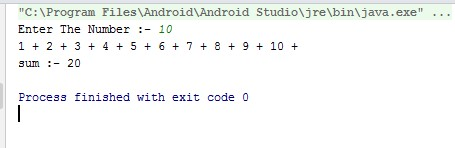 "C:\Program Files\Android\Android Studio\jre\bin\java.exe" ...
Enter The Number :- 10
1 + 2 + 3 + 4 + 5 + 6 + 7 + 8 + 9 + 10 +
sum :- 20
Process finished with exit code 0